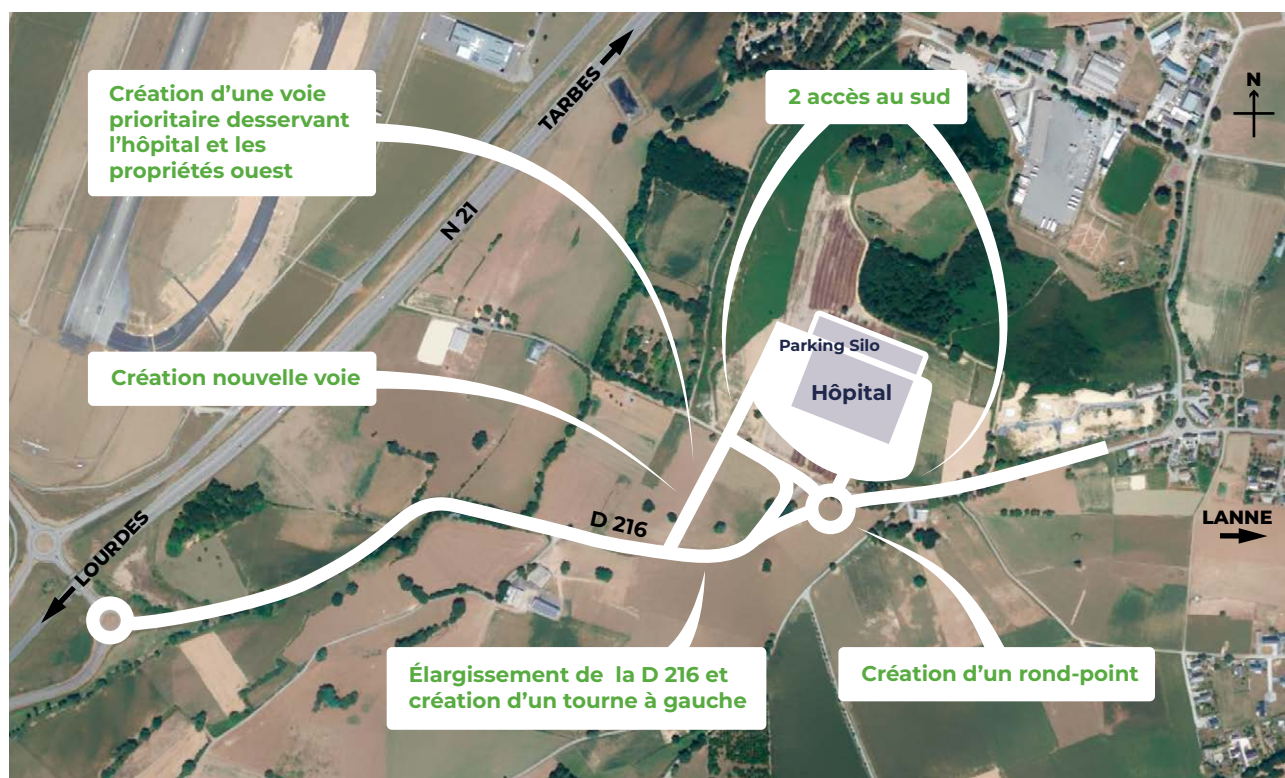 Création d’une voie
prioritaire desservant
l’hôpital et les
propriétés ouest
TARBES
2 accès au sud
N
N 21
Parking Silo
Hôpital
Création nouvelle voie
D 216
LOURDES
LANNE
Élargissement de la D 216 et
création d’un tourne à gauche
Création d’un rond-point